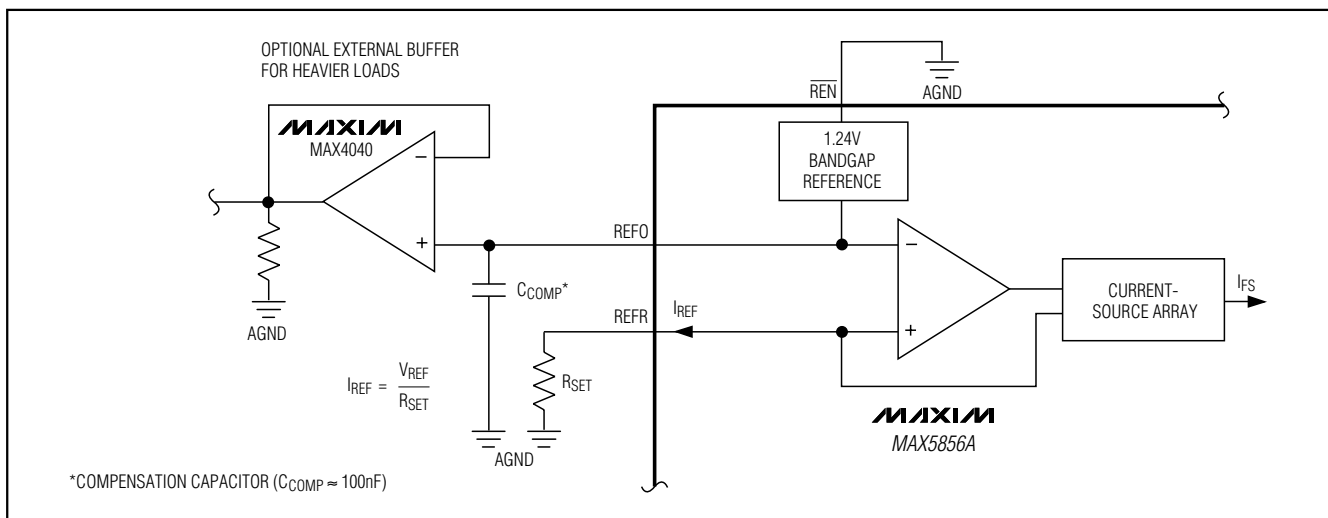 OPTIONAL EXTERNAL BUFFER
FOR HEAVIER LOADS
MAXIM
MAX4040
−
+
AGND
REN
AGND
1.24V
BANDGAP
REFERENCE
REFO
CCOMP*
REFR
IREF
−
+
CURRENT-
SOURCE ARRAY
IFS
IREF = VREF
RSET
RSET
AGND
MAXIM
MAX5856A
*COMPENSATION CAPACITOR (CCOMP ≈ 100nF)